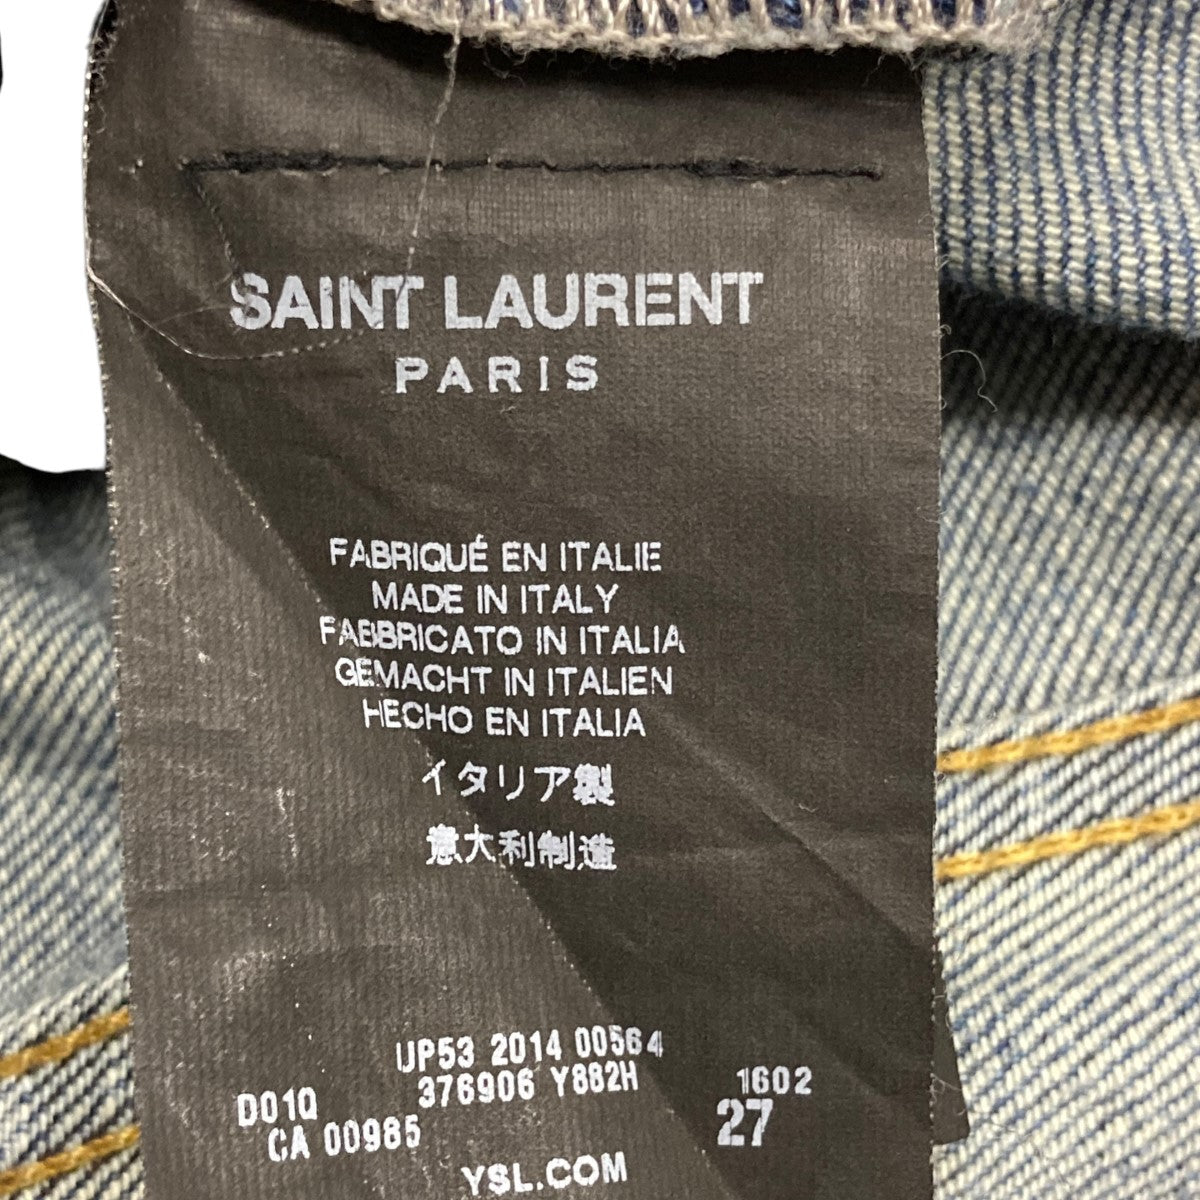 SAINT LAURENT
PARIS
FABRIQUÉ EN ITALIE
MADE IN ITALY
FABBRICATO IN ITALIA
GEMACHT IN ITALIEN
HECHO EN ITALIA
イタリア製
意大利制造
UP53 2014 00564
D01Q 376906 Y882H 1602
CA 00985 27
YSL.COM